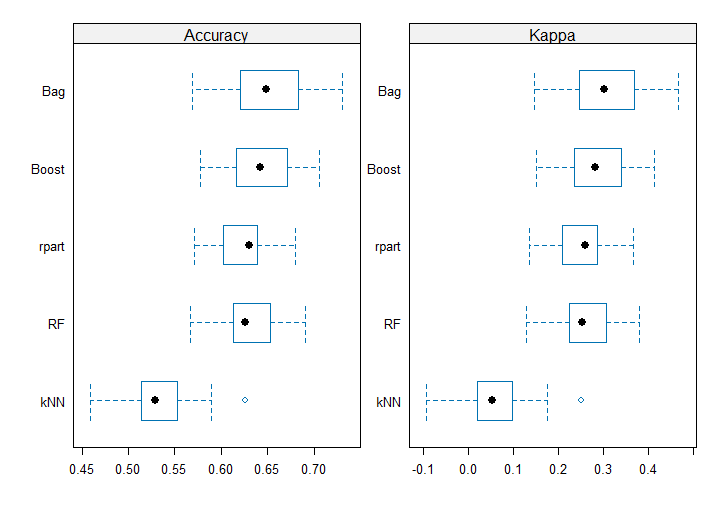 Accuracy
Kappa
Bag
Boost
rpart
RF
kNN
0.45 0.50 0.55 0.60 0.65 0.70
Bag
Boost
rpart
RF
kNN
-0.1 0.0 0.1 0.2 0.3 0.4